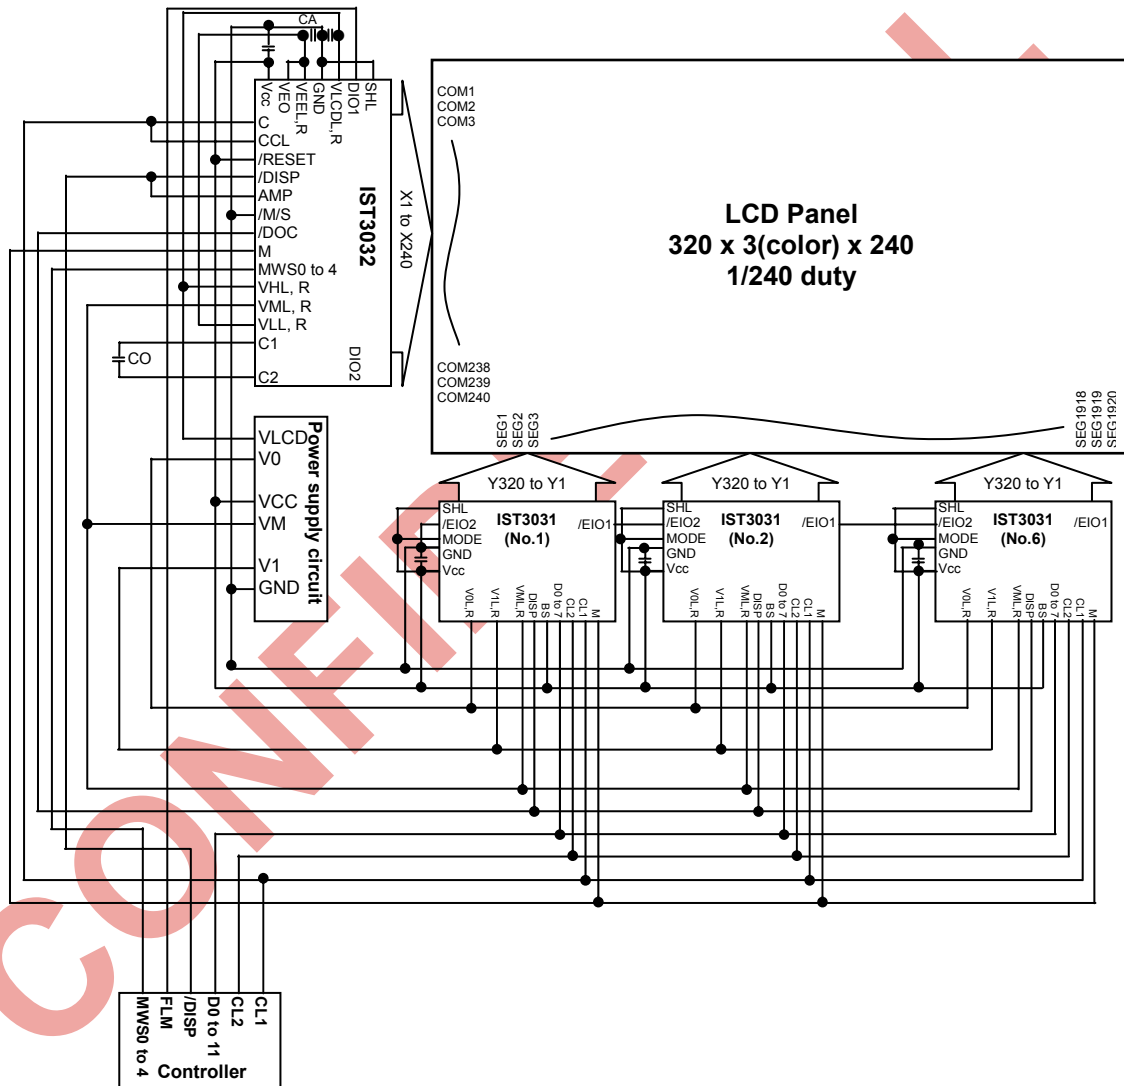 CA
Vcc
VEO
VEEL,R
GND
VLCDL,R
DIO1
SHL
C
CCL
/RESET
/DISP
AMP
/M/S
/DOC
M
MWS0 to 4
VHL, R
VML, R
VLL, R
C1
C2
DIO2
IST3032
X1 to X240
CO
COM1
COM2
COM3
LCD Panel
320 x 3(color) x 240
1/240 duty
COM238
COM239
COM240
SEG1
SEG2
SEG3
SEG1918
SEG1919
SEG1920
VLCD
V0
VCC
VM
V1
GND
Power supply circuit
Y320 to Y1
SHL
/EIO2
MODE
GND
Vcc
IST3031
(No.1)
/EIO1
V0L,R
V1L,R
VML,R
DISP
BS
D0 to 7
CL2
CL1
M
Y320 to Y1
SHL
/EIO2
MODE
GND
Vcc
IST3031
(No.2)
/EIO1
V0L,R
V1L,R
VML,R
DISP
BS
D0 to 7
CL2
CL1
M
Y320 to Y1
SHL
/EIO2
MODE
GND
Vcc
IST3031
(No.6)
/EIO1
V0L,R
V1L,R
VML,R
DISP
BS
D0 to 7
CL2
CL1
M
MWS0 to 4
FLM
/DISP
D0 to 11
CL2
CL1
Controller